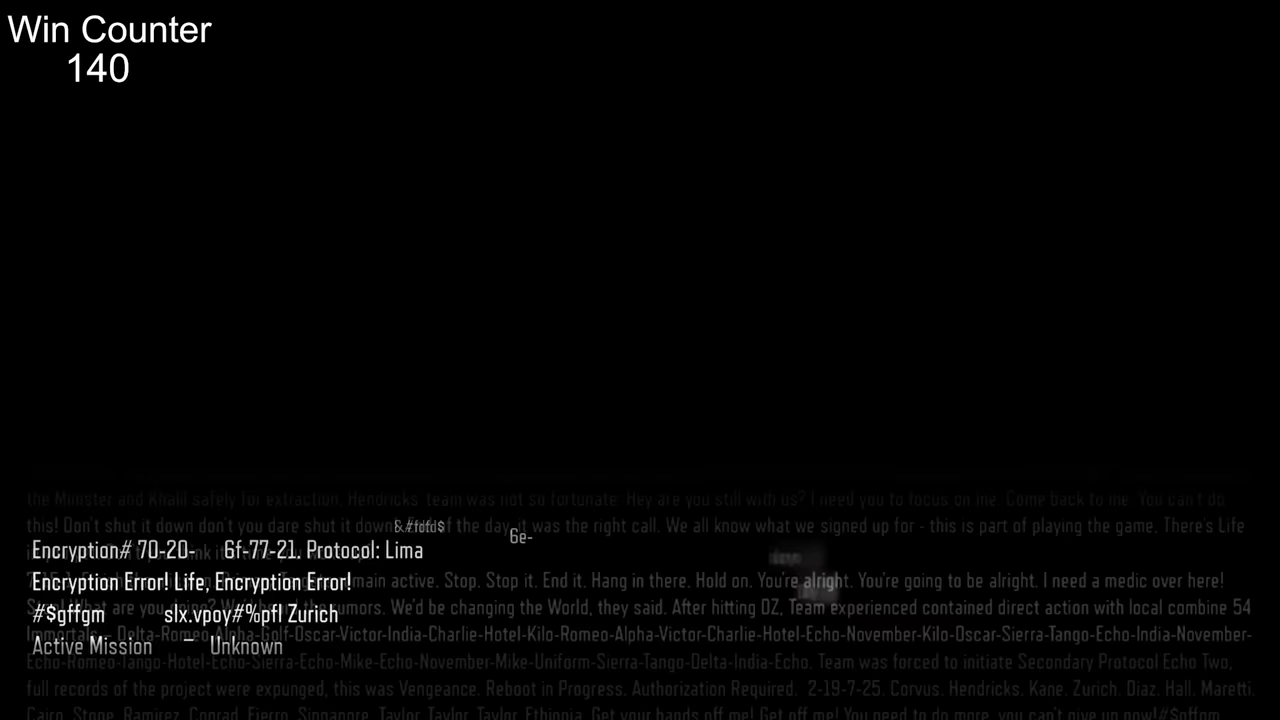 Win Counter
140
the Minister and Khalil safely for extraction. Hendricks' team was not so fortunate. Hey are you still with us? I need you to focus on me. Come back to me. You can't do
this! Don't shut it down don't you dare shut it down! of the day it was the right call. We all know what we signed up for - this is part of playing the game. There's Life
&.#fdfd$
6e-
Encryption# 70-20- 6f-77-21. Protocol: Lima
main active. Stop. Stop it. End it. Hang in there. Hold on. You're alright. You're going to be alright. I need a medic over here!
Encryption Error! Life, Encryption Error!
What are you doing? We'd the rumors. We'd be changing the World, they said. After hitting DZ, Team experienced contained direct action with local combine 54
#$gffgm slx.vpoy#%pfl Zurich
Immortals. Delta-Romeo-Alpha-Golf-Oscar-Victor-India-Charlie-Hotel-Kilo-Romeo-Alpha-Victor-Charlie-Hotel-Echo-November-Kilo-Oscar-Sierra-Tango-Echo-India-November-
Active Mission – Unknown
Echo-Romeo-Tango-Hotel-Echo-Sierra-Echo-Mike-Echo-November-Mike-Uniform-Sierra-Tango-Delta-India-Echo. Team was forced to initiate Secondary Protocol Echo Two,
full records of the project were expunged, this was Vengeance. Reboot in Progress. Authorization Required. 2-19-7-25. Corvus. Hendricks. Kane. Zurich. Diaz. Hall. Maretti.
Cairo. Stone. Ramirez. Conrad. Fierro. Singapore. Taylor. Taylor. Taylor. Ethiopia. Get your hands off me! Get off me! You need to do more, you can't give up now!#$gffgm